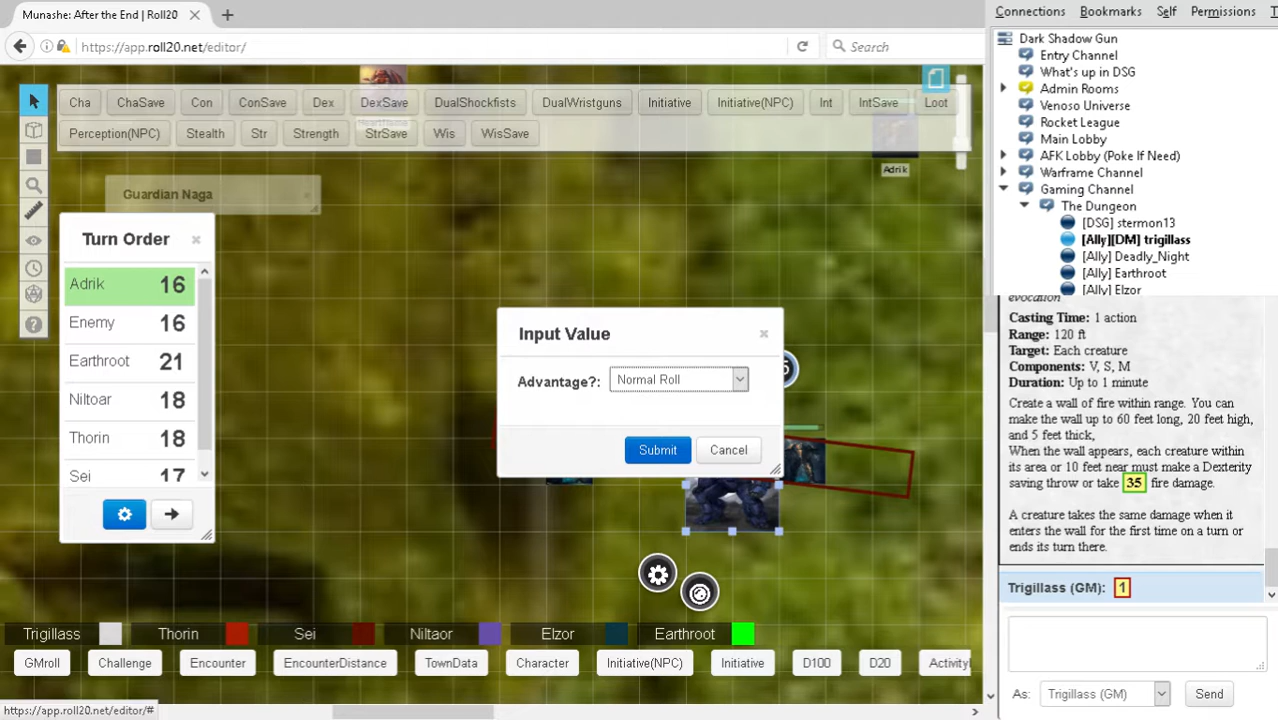 Munashe: After the End | Roll20
https://app.roll20.net/editor/
Search
Cha
ChaSave
Con
ConSave
Dex
DexSave
DualShockfists
DualWristguns
Initiative
Initiative(NPC)
Int
IntSave
Loot
Perception(NPC)
Stealth
Str
Strength
StrSave
Wis
WisSave
Adrik
Guardian Naga
Turn Order
Adrik 16
Enemy 16
Earthroot 21
Niltoar 18
Thorin 18
Sei 17
Input Value
Advantage?: Normal Roll
Submit
Cancel
Trigillass
Thorin
Sei
Niltaor
Elzor
Earthroot
GMroll
Challenge
Encounter
EncounterDistance
TownData
Character
Initiative(NPC)
Initiative
D100
D20
https://app.roll20.net/editor/#
Connections Bookmarks Self Permissions T
Dark Shadow Gun
Entry Channel
What's up in DSG
Admin Rooms
Venoso Universe
Rocket League
Main Lobby
AFK Lobby (Poke If Need)
Warframe Channel
Gaming Channel
The Dungeon
[DSG] stermon13
[Ally][DM] trigillass
[Ally] Deadly_Night
[Ally] Earthroot
[Ally] Elzor
evocation
Casting Time: 1 action
Range: 120 ft
Target: Each creature
Components: V, S, M
Duration: Up to 1 minute
Create a wall of fire within range. You can
make the wall up to 60 feet long, 20 feet high,
and 5 feet thick,
When the wall appears, each creature within
its area or 10 feet near must make a Dexterity
saving throw or take 35 fire damage.
A creature takes the same damage when it
enters the wall for the first time on a turn or
ends its turn there.
Trigillass (GM): 1
As: Trigillass (GM)
Send